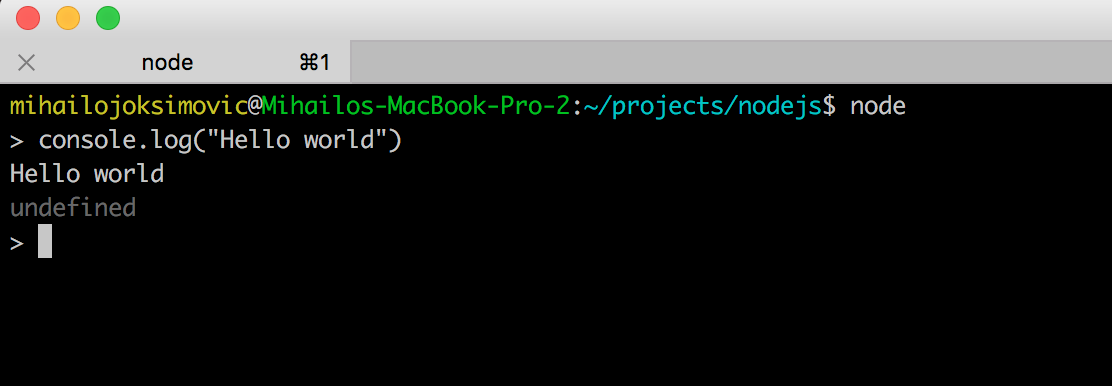 node ⌘1
mihailojoksimovic@Mihailos-MacBook-Pro-2:~/projects/nodejs$ node
> console.log("Hello world")
Hello world
undefined
>